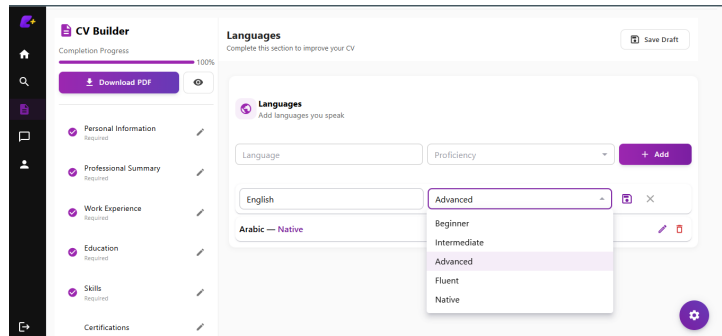 CV Builder
Completion Progress
100%
Download PDF
Personal Information
Required
Professional Summary
Required
Work Experience
Required
Education
Required
Skills
Required
Certifications
Languages
Complete this section to improve your CV
Save Draft
Languages
Add languages you speak
Language
Proficiency
+ Add
English
Advanced
Arabic — Native
Beginner
Intermediate
Advanced
Fluent
Native